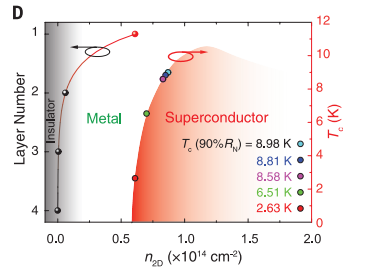 D
1
2
3
4
Layer Number
Insulator
Metal
Superconductor
T_c (90%R_N) = 8.98 K
8.81 K
8.58 K
6.51 K
2.63 K
12
10
8
6
4
2
0
T_c (K)
0.0
0.5
1.0
1.5
2.0
n_2D (×10^14 cm^-2)